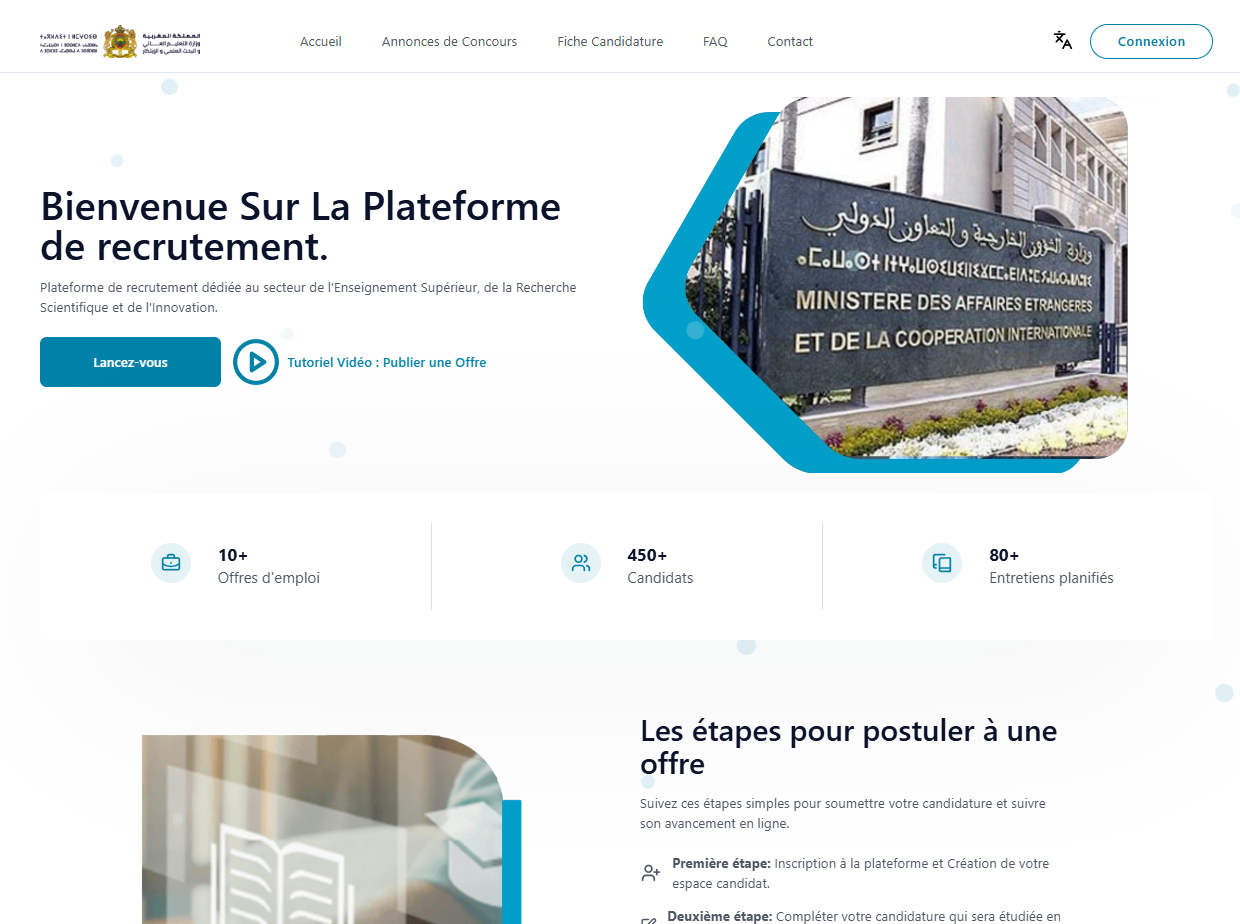 المملكة المغربية
وزارة التعليم العـــالي
و البحث العلمي و الابتكار
Accueil
Annonces de Concours
Fiche Candidature
FAQ
Contact
Connexion
Bienvenue Sur La Plateforme
de recrutement.
Plateforme de recrutement dédiée au secteur de l'Enseignement Supérieur, de la Recherche
Scientifique et de l'Innovation.
Lancez-vous
Tutoriel Vidéo : Publier une Offre
وزارة الشؤون الخارجية و التعاون الدولي
MINISTERE DES AFFAIRES ETRANGERES
ET DE LA COOPERATION INTERNATIONALE
10+
Offres d'emploi
450+
Candidats
80+
Entretiens planifiés
Les étapes pour postuler à une
offre
Suivez ces étapes simples pour soumettre votre candidature et suivre
son avancement en ligne.
Première étape: Inscription à la plateforme et Création de votre
espace candidat.
Deuxième étape: Compléter votre candidature qui sera étudiée en